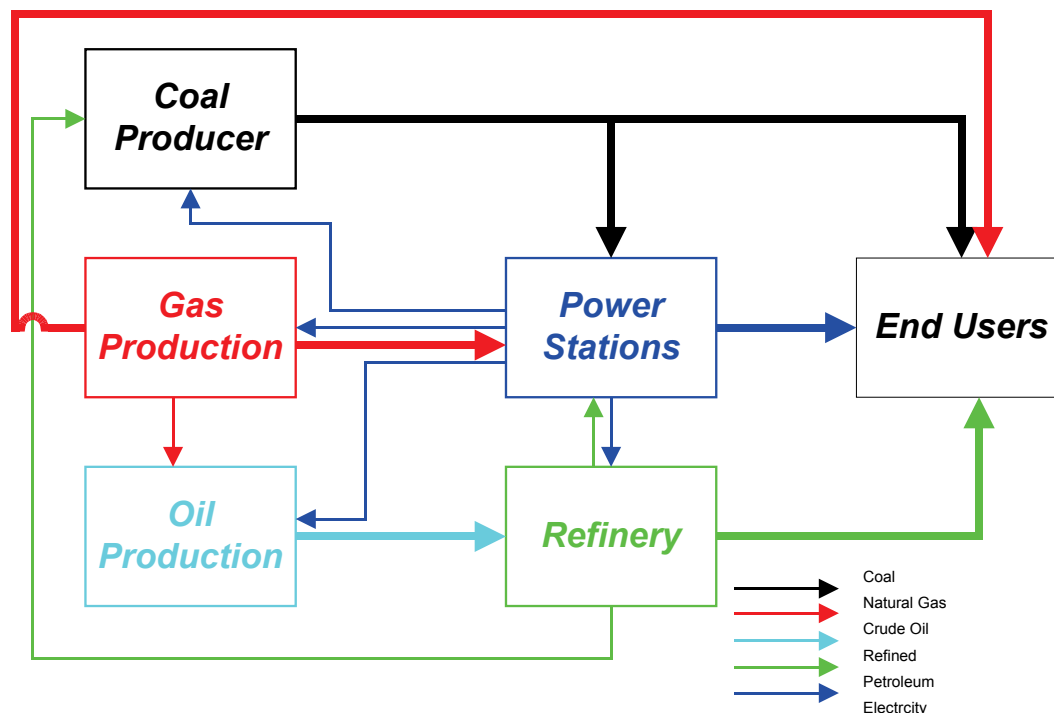 Coal
Producer
Gas
Production
Power
Stations
End Users
Oil
Production
Refinery
Coal
Natural Gas
Crude Oil
Refined
Petroleum
Electrcity